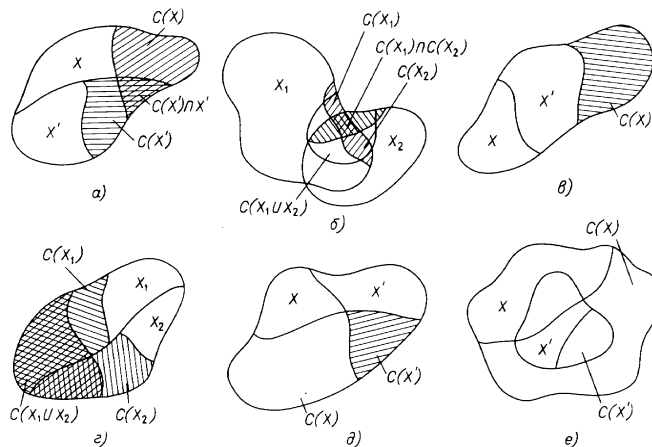 C(X)
X
C(X')∩X'
X'
C(X')
а)
C(X₁)
C(X₁)∩C(X₂)
C(X₂)
X₁
X₂
C(X₁∪X₂)
б)
X'
X
C(X)
в)
C(X₁)
X₁
X₂
C(X₁∪X₂)
C(X₂)
г)
X
X'
C(X')
C(X)
д)
C(X)
X
X'
C(X')
е)